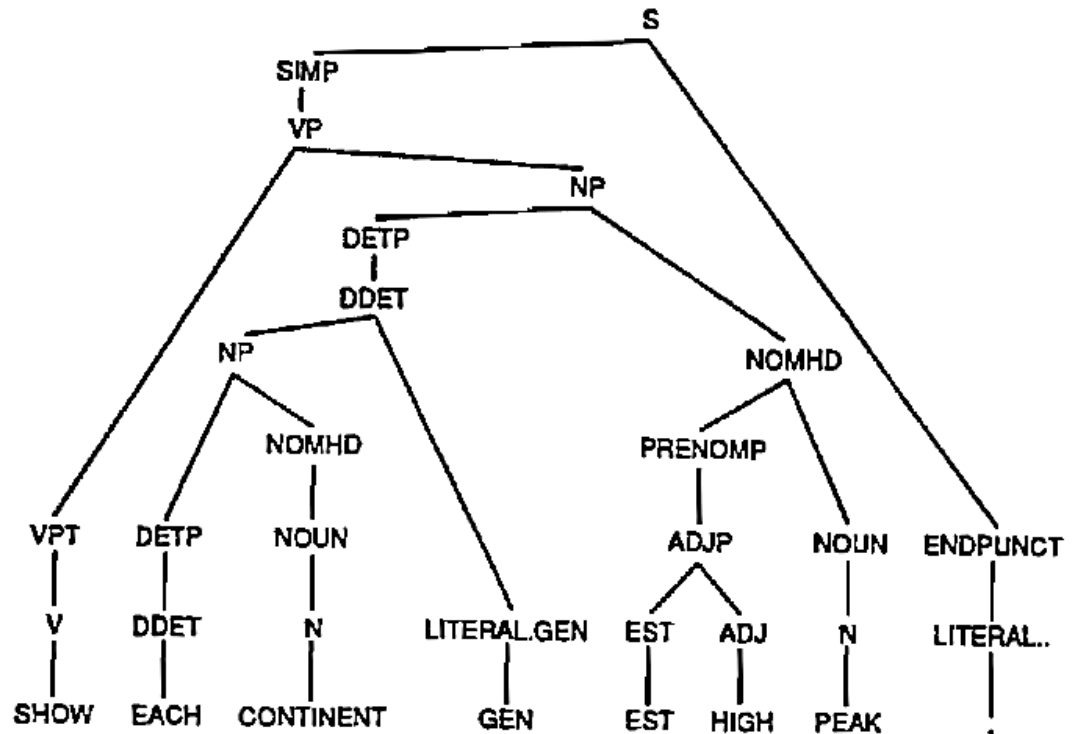 S
SIMP
VP
NP
DETP
DDET
NP NOMHD
NOMHD PRENOMP
VPT DETP NOUN ADJP NOUN ENDPUNCT
V DDET N LITERAL.GEN EST ADJ N LITERAL..
SHOW EACH CONTINENT GEN EST HIGH PEAK .